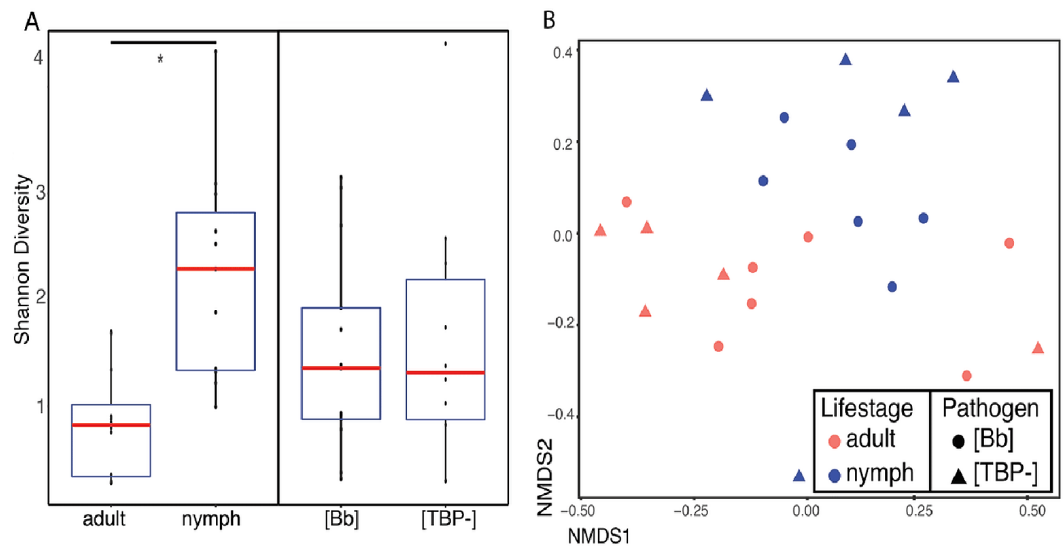 A
Shannon Diversity
4
3
2
1
*
adult nymph [Bb] [TBP-]
B
NMDS2
0.4
0.2
0.0
−0.2
−0.4
−0.50 −0.25 0.00 0.25 0.50
NMDS1
Lifestage Pathogen
adult [Bb]
nymph [TBP-]